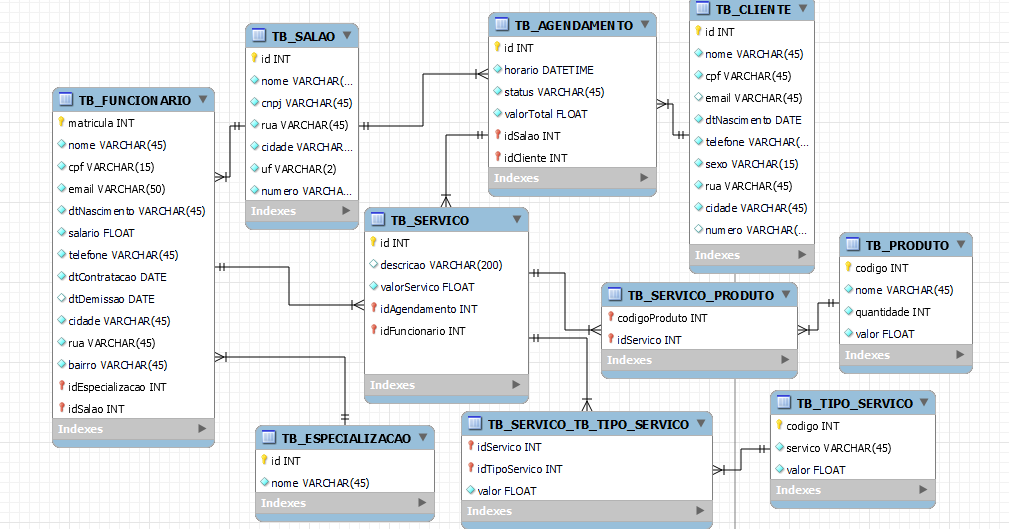 TB_FUNCIONARIO
matricula INT
nome VARCHAR(45)
cpf VARCHAR(15)
email VARCHAR(50)
dtNascimento VARCHAR(45)
salario FLOAT
telefone VARCHAR(45)
dtContratacao DATE
dtDemissao DATE
cidade VARCHAR(45)
rua VARCHAR(45)
bairro VARCHAR(45)
idEspecializacao INT
idSalao INT
Indexes
TB_SALAO
id INT
nome VARCHAR(...
cnpj VARCHAR(45)
rua VARCHAR(45)
cidade VARCHAR...
uf VARCHAR(2)
numero VARCHA...
Indexes
TB_AGENDAMENTO
id INT
horario DATETIME
status VARCHAR(45)
valorTotal FLOAT
idSalao INT
idCliente INT
Indexes
TB_CLIENTE
id INT
nome VARCHAR(45)
cpf VARCHAR(45)
email VARCHAR(45)
dtNascimento DATE
telefone VARCHAR(...
sexo VARCHAR(15)
rua VARCHAR(45)
cidade VARCHAR(45)
numero VARCHAR(...
Indexes
TB_SERVICO
id INT
descricao VARCHAR(200)
valorServico FLOAT
idAgendamento INT
idFuncionario INT
Indexes
TB_SERVICO_PRODUTO
codigoProduto INT
idServico INT
Indexes
TB_PRODUTO
codigo INT
nome VARCHAR(45)
quantidade INT
valor FLOAT
Indexes
TB_ESPECIALIZACAO
id INT
nome VARCHAR(45)
Indexes
TB_SERVICO_TB_TIPO_SERVICO
idServico INT
idTipoServico INT
valor FLOAT
Indexes
TB_TIPO_SERVICO
codigo INT
servico VARCHAR(45)
valor FLOAT
Indexes